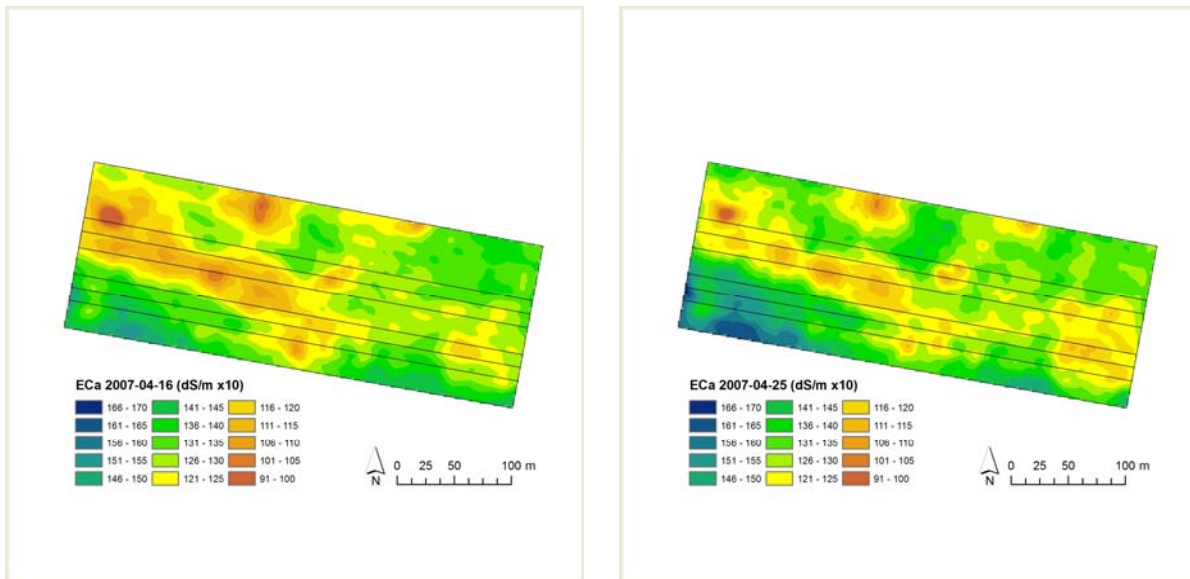 ECa 2007-04-16 (dS/m x10)
166 - 170 141 - 145 116 - 120
161 - 165 136 - 140 111 - 115
156 - 160 131 - 135 106 - 110
151 - 155 126 - 130 101 - 105
146 - 150 121 - 125 91 - 100
N
0 25 50 100 m
ECa 2007-04-25 (dS/m x10)
166 - 170 141 - 145 116 - 120
161 - 165 136 - 140 111 - 115
156 - 160 131 - 135 106 - 110
151 - 155 126 - 130 101 - 105
146 - 150 121 - 125 91 - 100
N
0 25 50 100 m